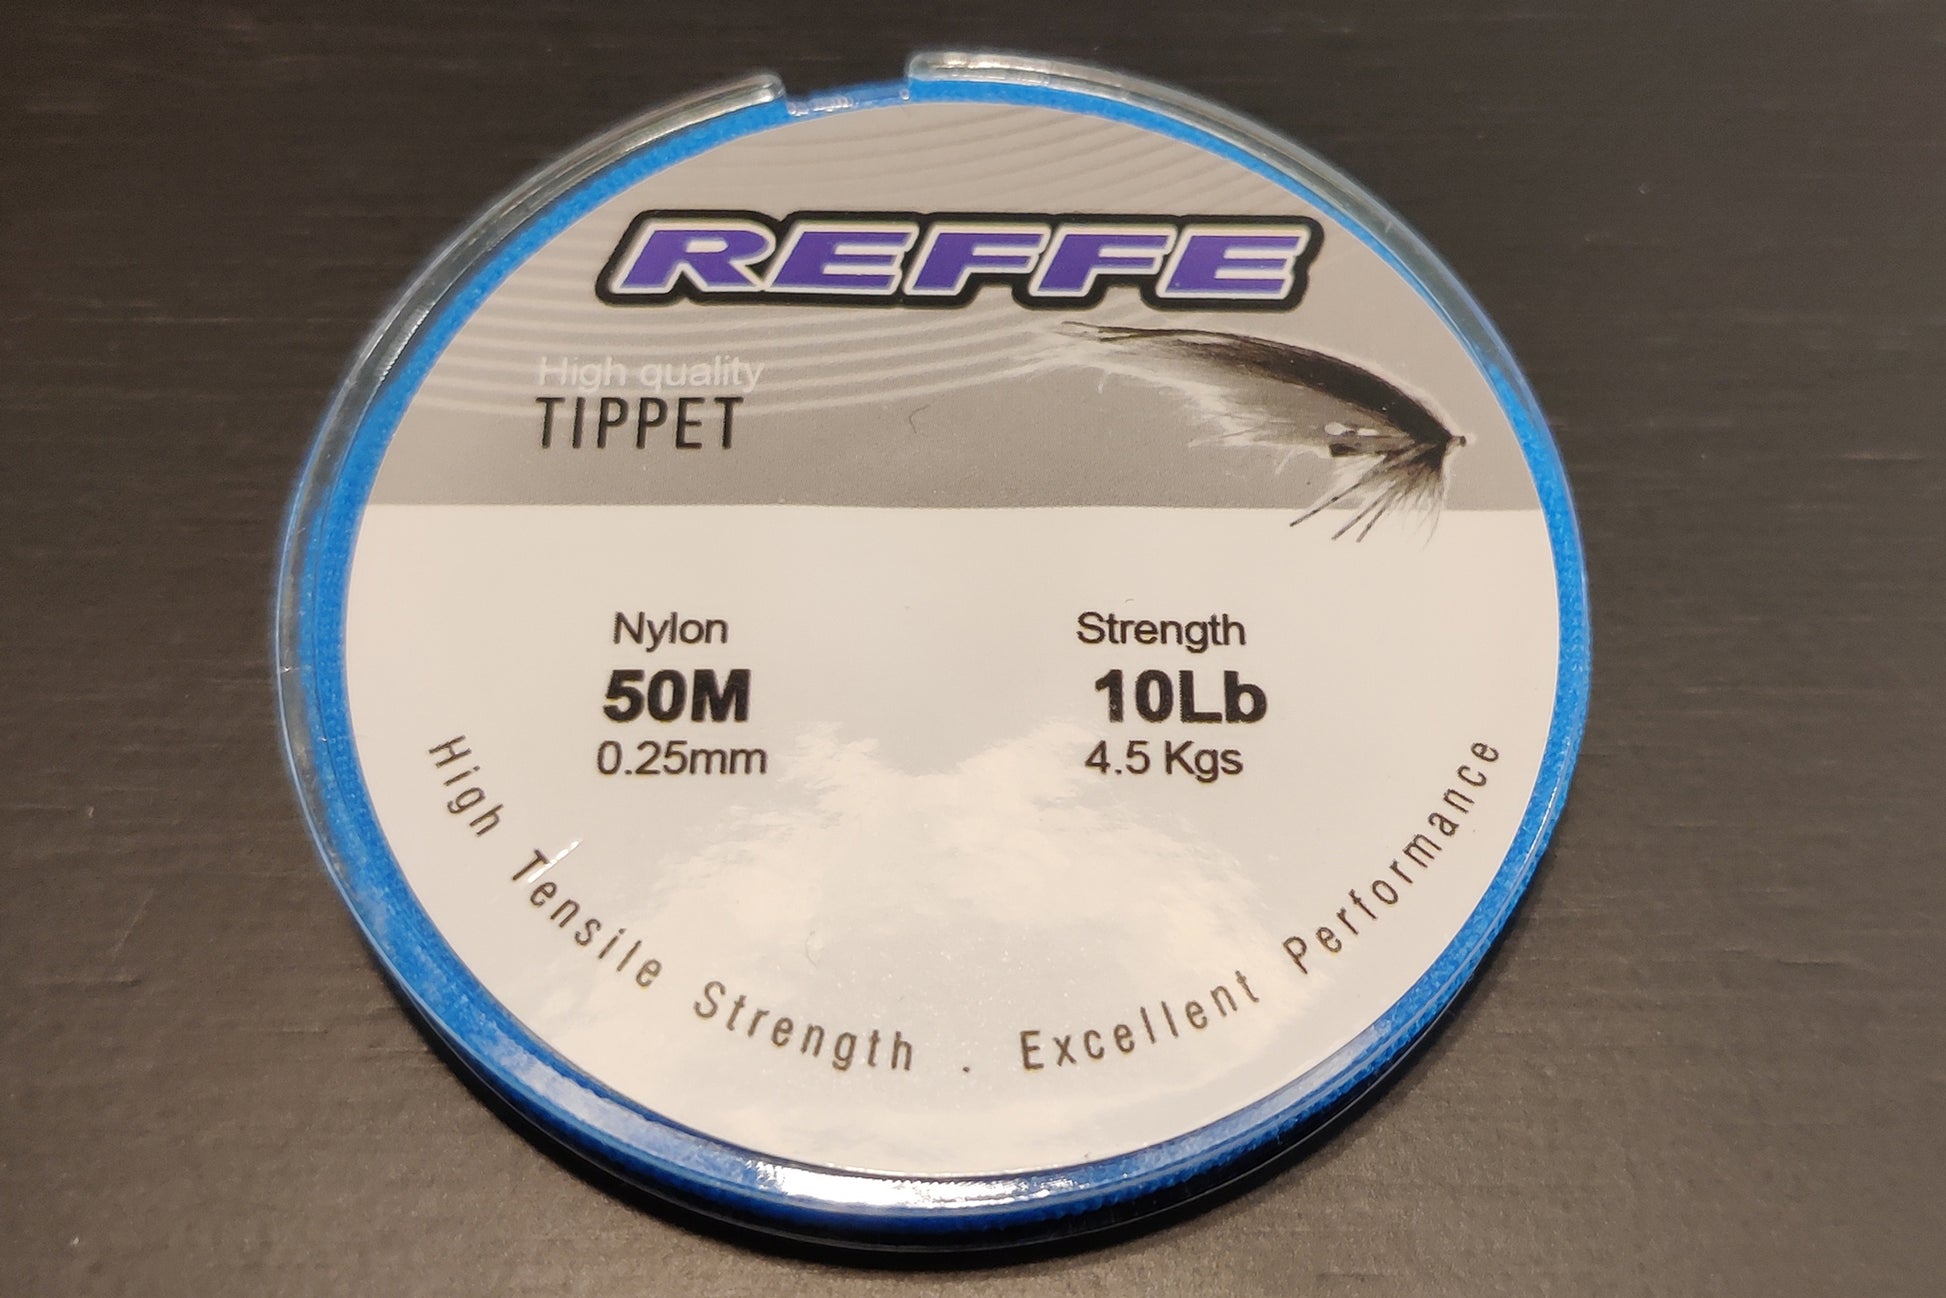 REFFE
High quality
TIPPET
Nylon
50M
0.25mm
Strength
10Lb
4.5 Kgs
High Tensile Strength . Excellent Performance